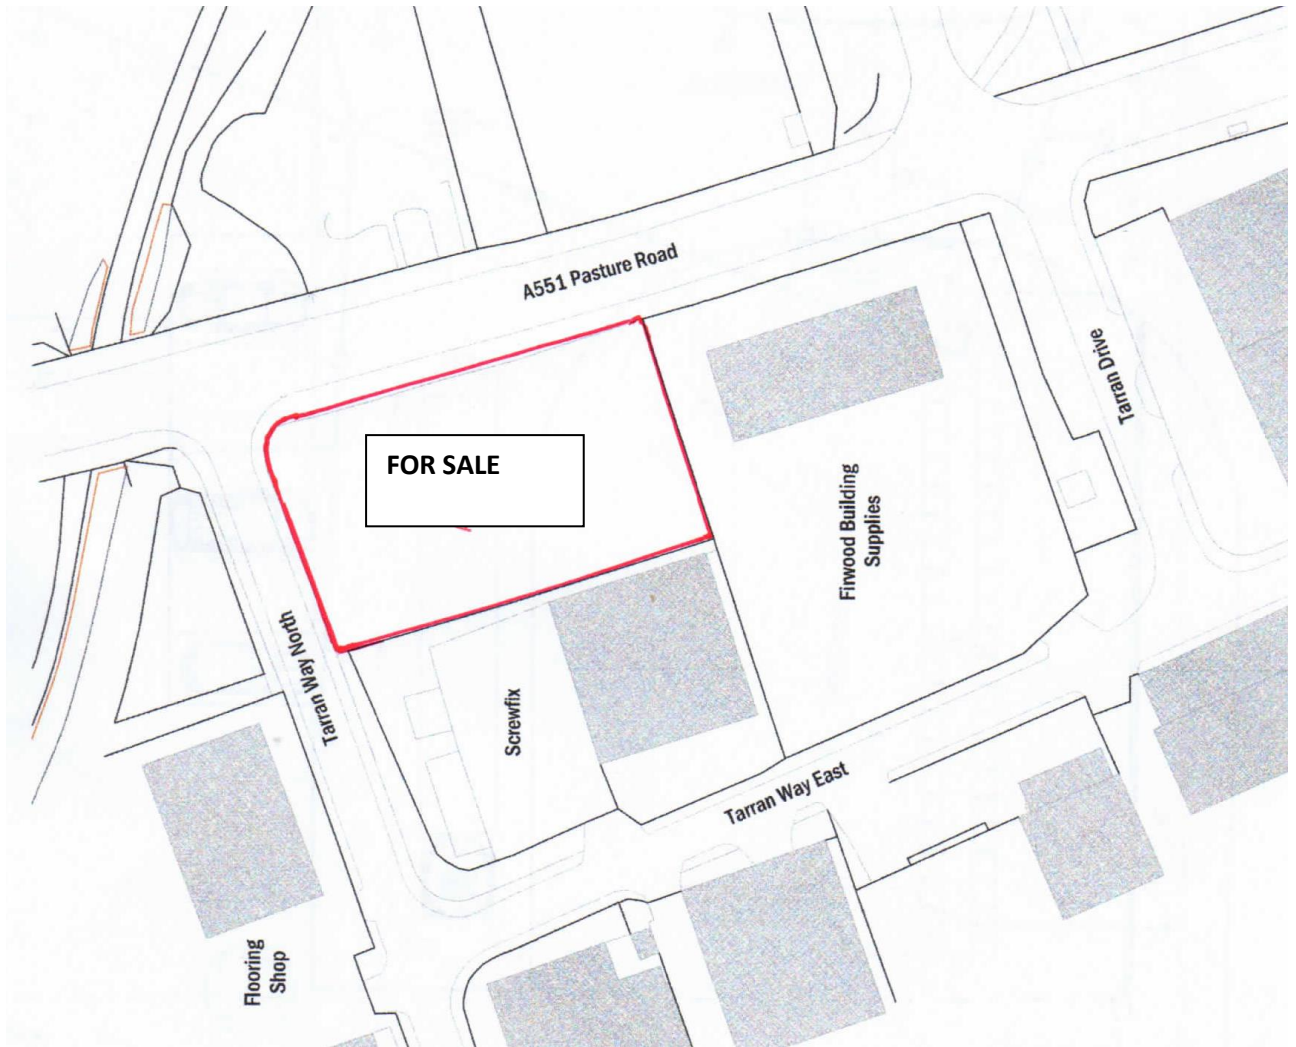 A551 Pasture Road
Tarran Drive
FOR SALE
Firwood Building
Supplies
Tarran Way North
Screwfix
Tarran Way East
Flooring
Shop